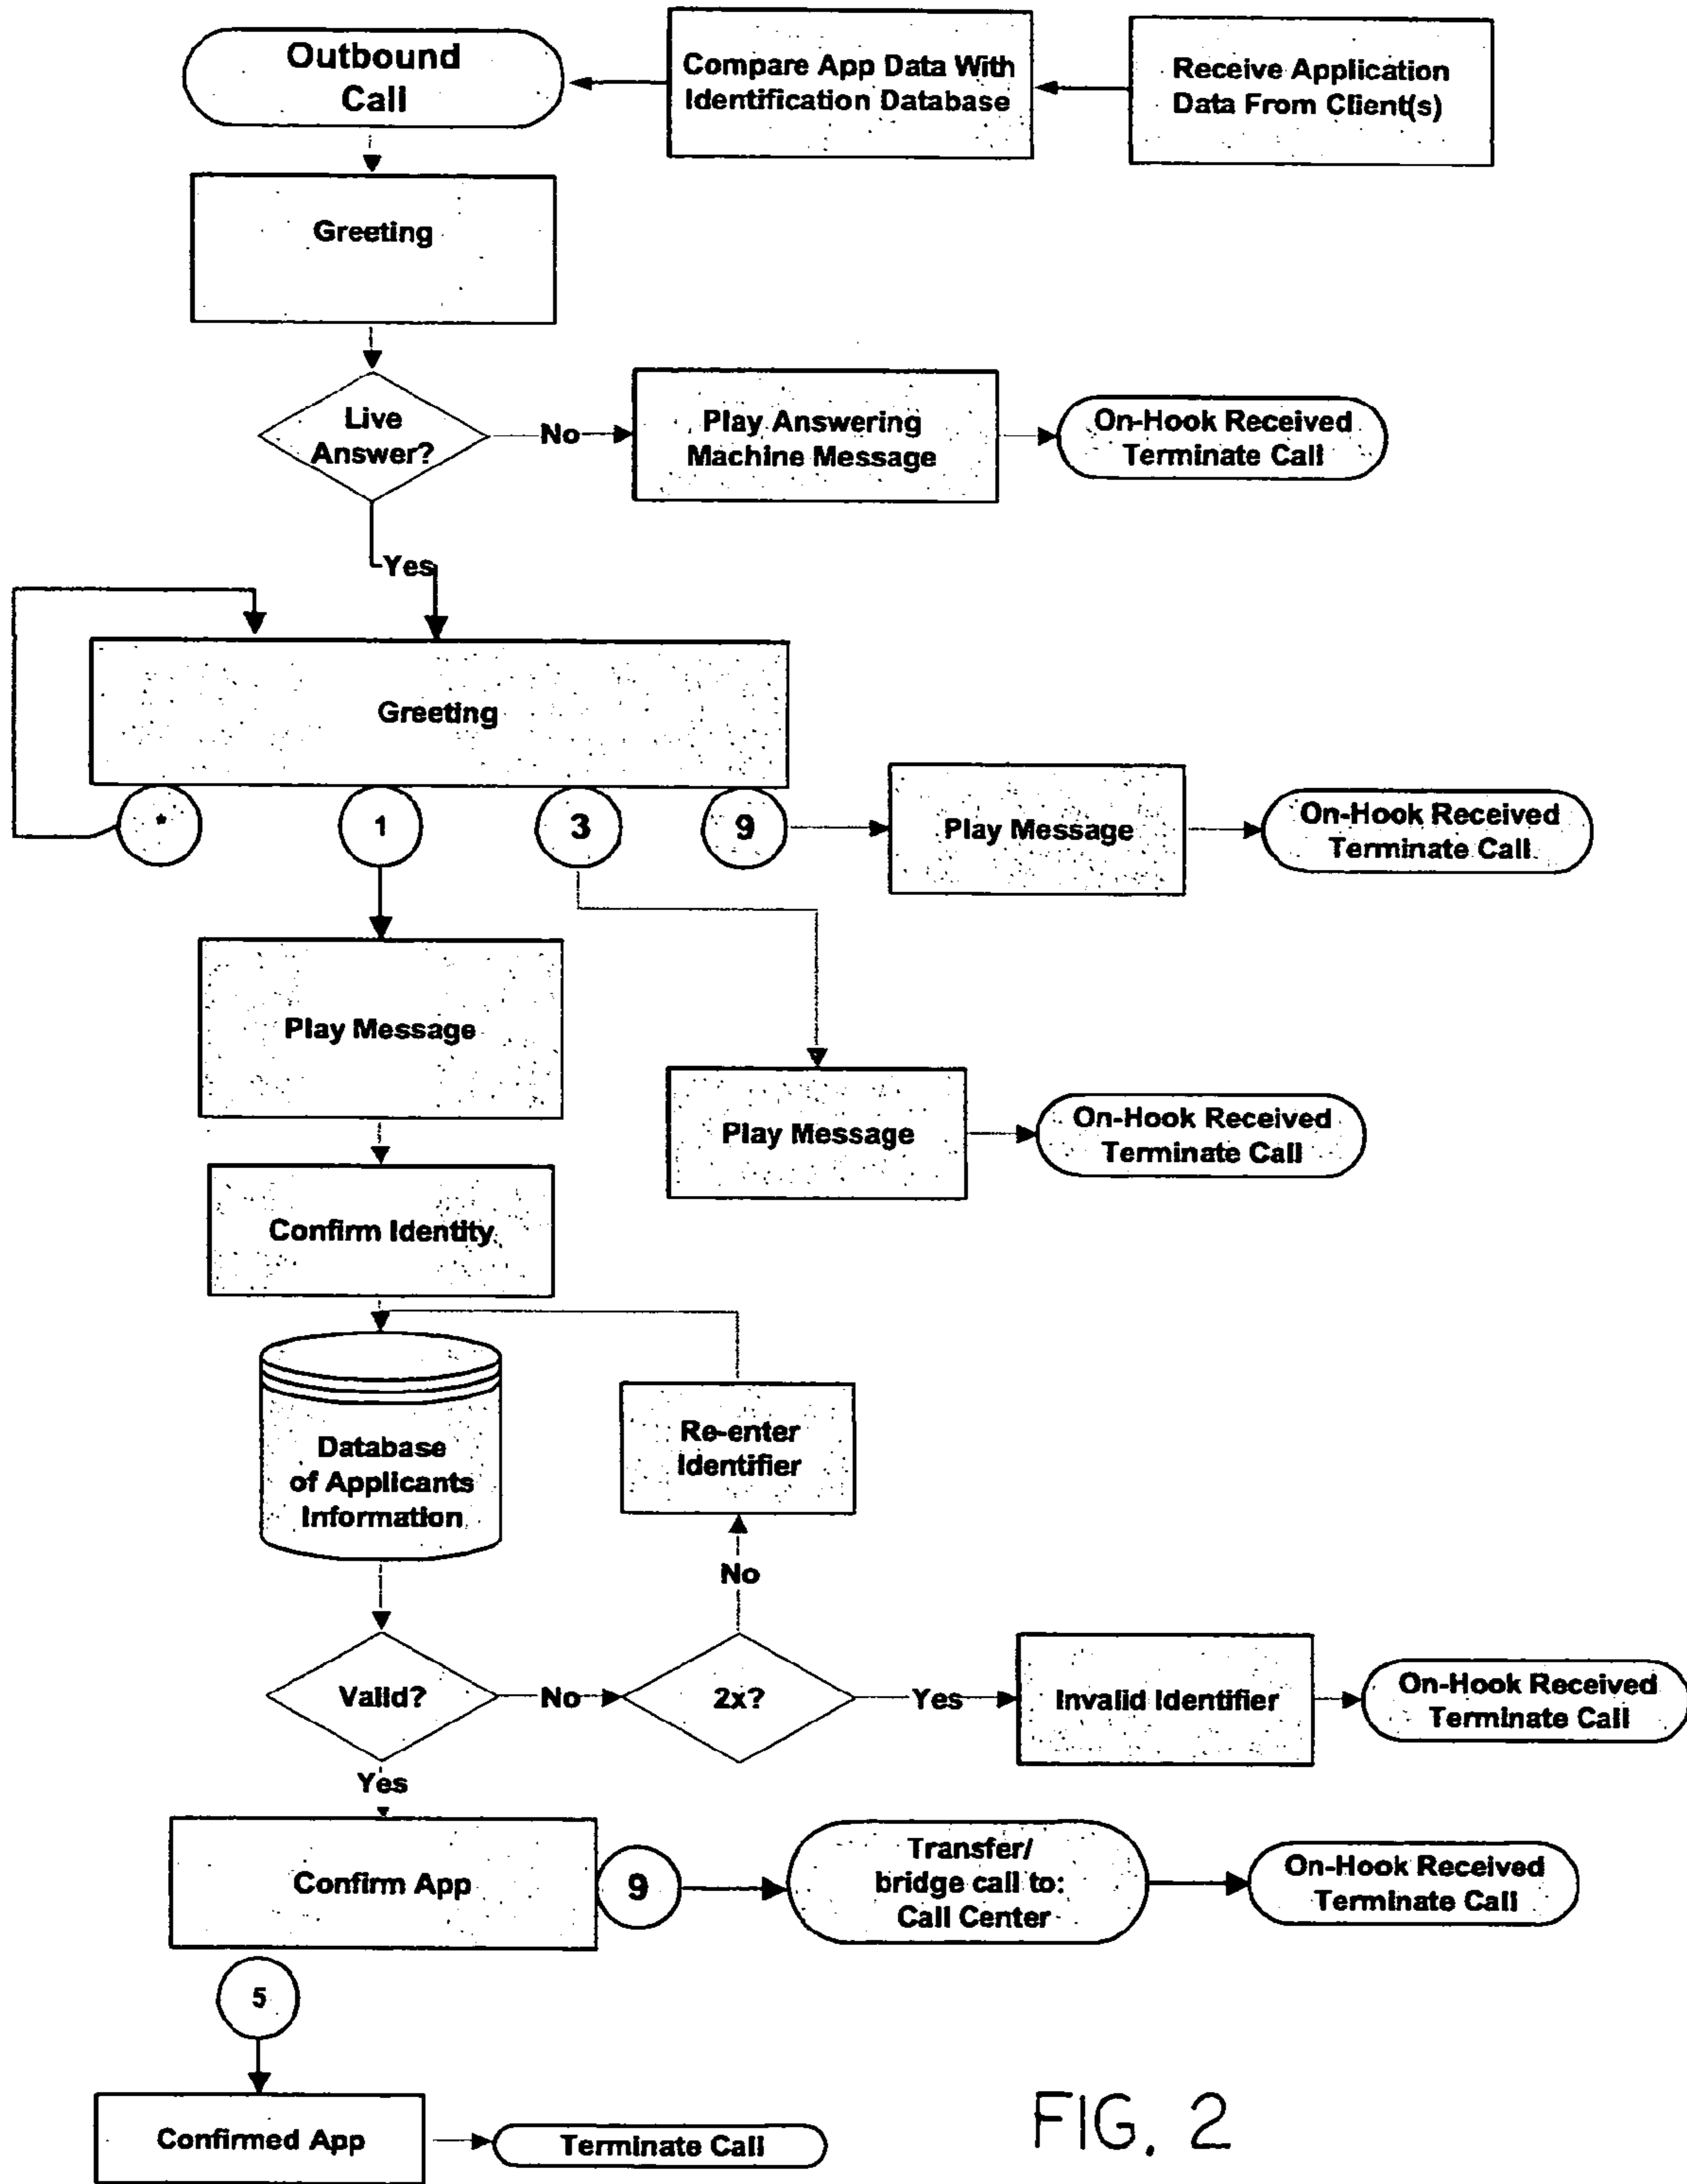 Outbound
Call
Compare App Data With
Identification Database
Receive Application
Data From Client(s)
Greeting
Live
Answer?
No
Play Answering
Machine Message
On-Hook Received
Terminate Call
Yes
Greeting
*
1
3
9
Play Message
On-Hook Received
Terminate Call
Play Message
Play Message
On-Hook Received
Terminate Call
Confirm Identity
Database
of Applicants
Information
Re-enter
Identifier
No
Valid?
No
2x?
Yes
Invalid Identifier
On-Hook Received
Terminate Call
Yes
Confirm App
9
Transfer/
bridge call to:
Call Center
On-Hook Received
Terminate Call
5
Confirmed App
Terminate Call
FIG. 2